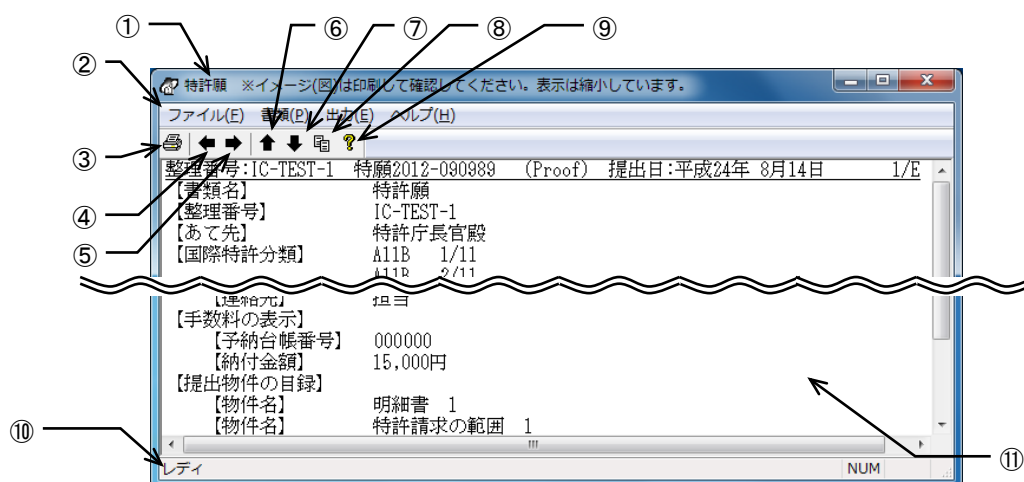 ① ⑥ ⑦ ⑧ ⑨
②
特許願 ※イメージ(図)は印刷して確認してください。表示は縮小しています。
ファイル(F) 書類(P) 出力(E) ヘルプ(H)
③
整理番号:IC-TEST-1 特願2012-090989 (Proof) 提出日:平成24年 8月14日 1/E
【書類名】 特許願
④
【整理番号】 IC-TEST-1
【あて先】 特許庁長官殿
⑤
【国際特許分類】 A11B 1/11
A11B 2/11
【連絡先】 担当
【手数料の表示】
【予納台帳番号】 000000
【納付金額】 15,000円
【提出物件の目録】
【物件名】 明細書 1
【物件名】 特許請求の範囲 1
⑩
⑪
レディ NUM